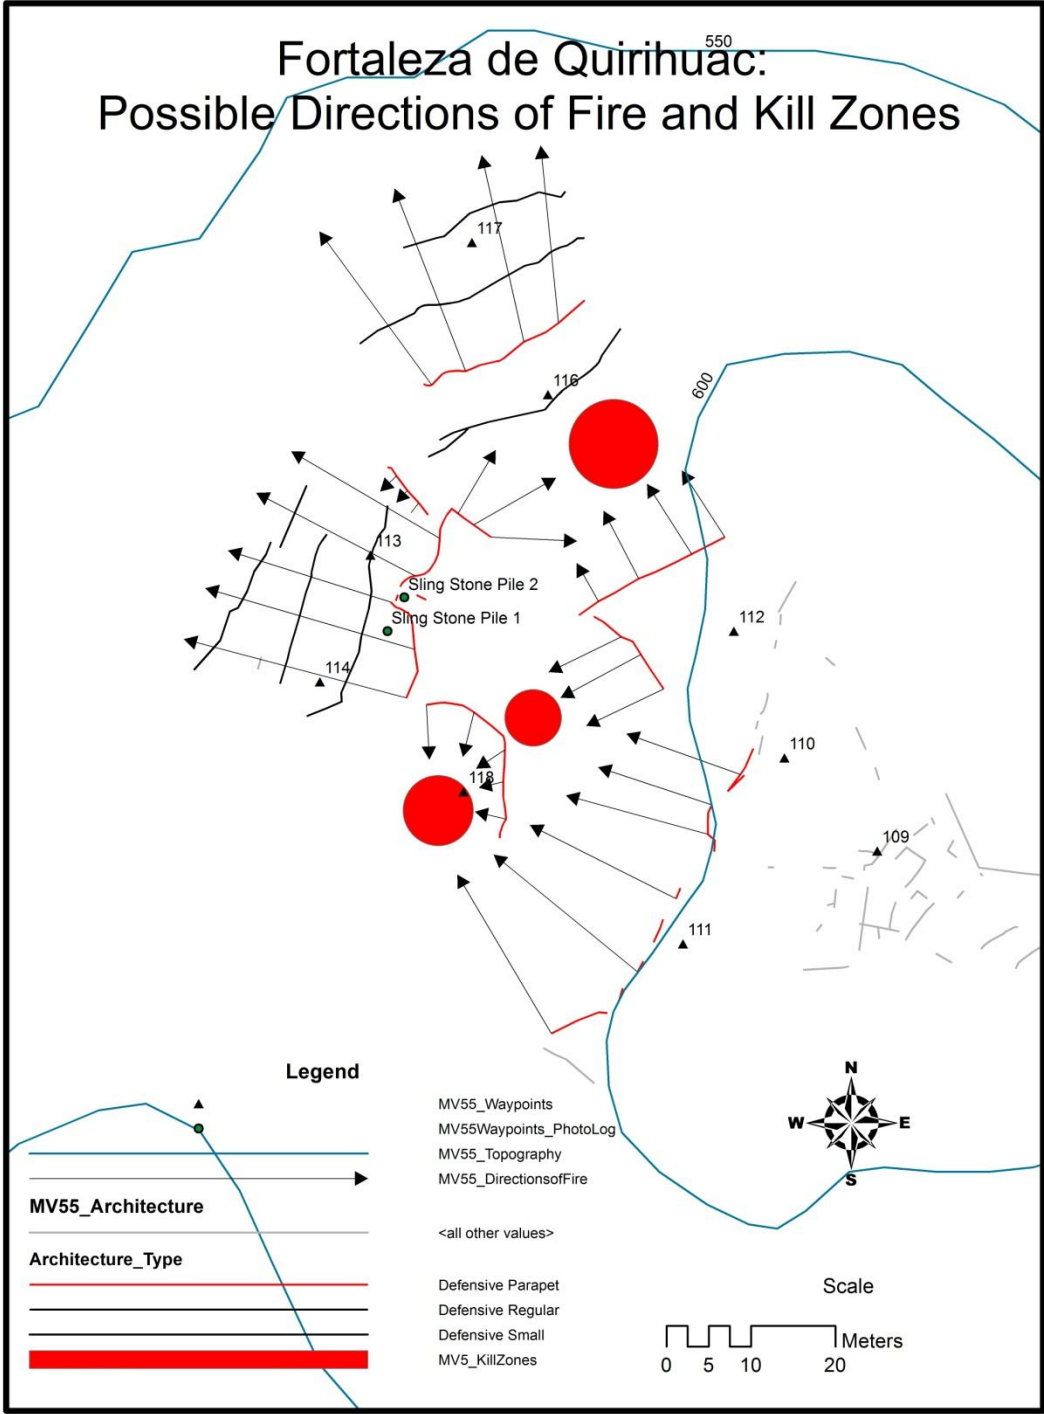 Fortaleza de Quirihuac:
Possible Directions of Fire and Kill Zones
550
117
116
600
113
Sling Stone Pile 2
Sling Stone Pile 1
112
114
110
118
109
111
Legend
MV55_Waypoints
MV55Waypoints_PhotoLog
MV55_Topography
MV55_DirectionsofFire
MV55_Architecture
<all other values>
Architecture_Type
Defensive Parapet
Defensive Regular
Defensive Small
MV5_KillZones
N
W E
S
Scale
Meters
0 5 10 20